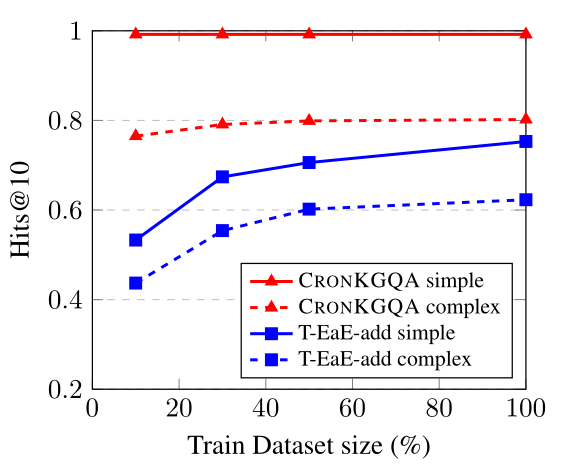 1
0.8
0.6
0.4
0.2
0
20
40
60
80
100
Hits@10
Train Dataset size (%)
CRONKGQA simple
CRONKGQA complex
T-EaE-add simple
T-EaE-add complex